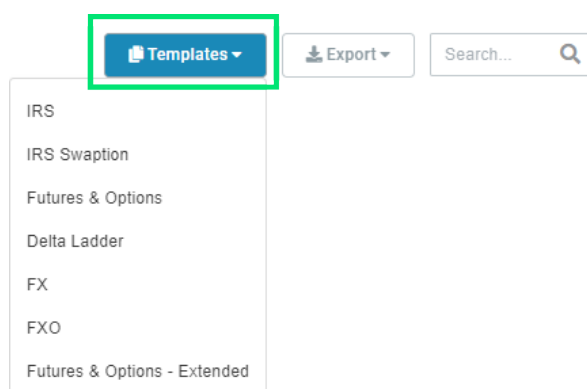 Templates
Export
Search...
IRS
IRS Swaption
Futures & Options
Delta Ladder
FX
FXO
Futures & Options - Extended